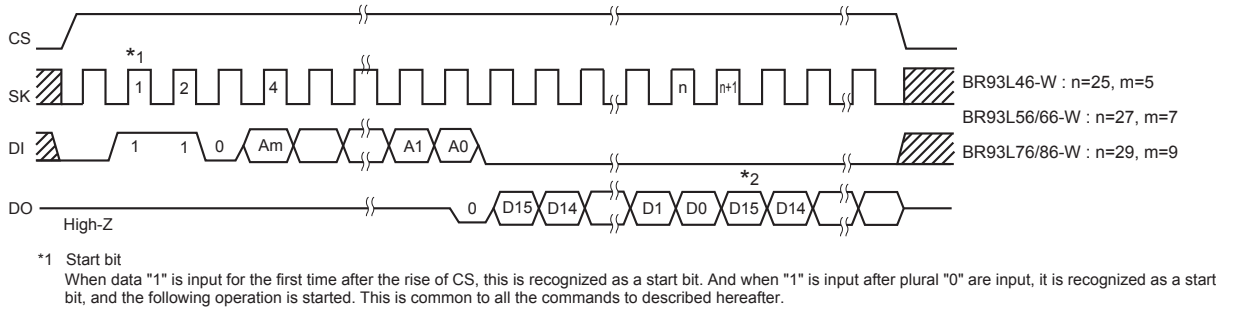 CS
*1
SK 1 2 4 n n+1
BR93L46-W : n=25, m=5
BR93L56/66-W : n=27, m=7
DI 1 1 0 Am A1 A0
BR93L76/86-W : n=29, m=9
*2
DO 0 D15 D14 D1 D0 D15 D14
High-Z
*1 Start bit
When data "1" is input for the first time after the rise of CS, this is recognized as a start bit. And when "1" is input after plural "0" are input, it is recognized as a start
bit, and the following operation is started. This is common to all the commands to described hereafter.